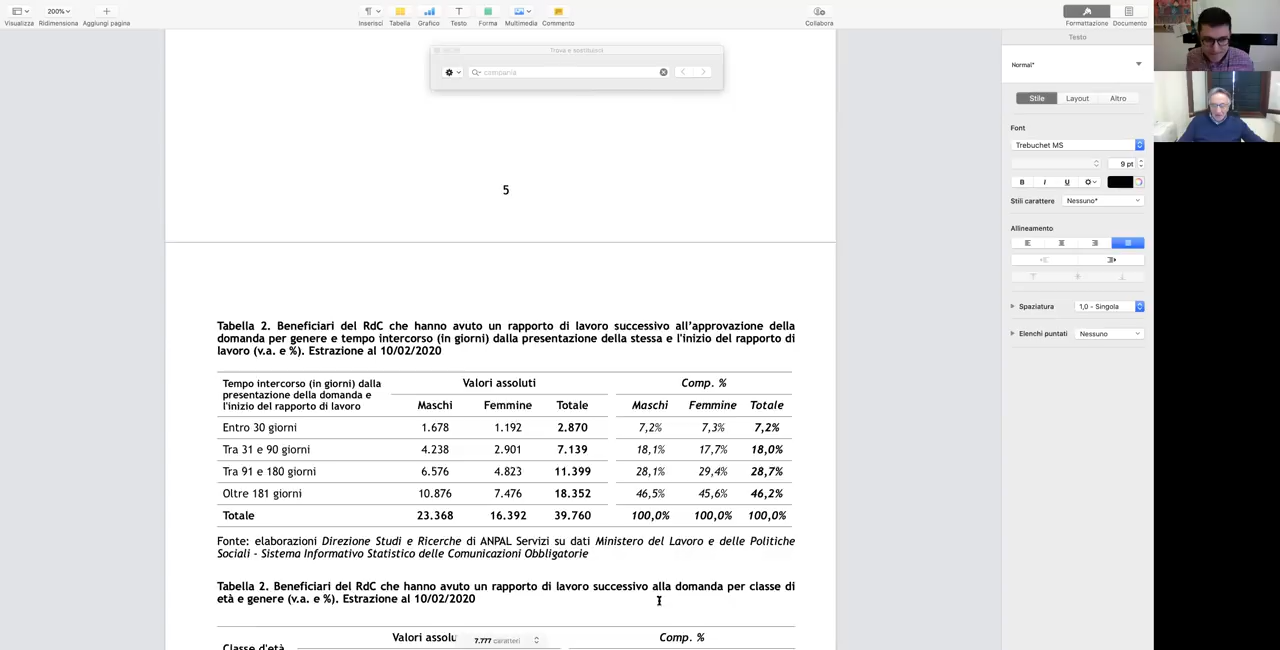 200%
Visualizza Ridimensiona Aggiungi pagina
Inserisci Tabella Grafico Testo Forma Multimedia Commento
Collabora
Formattazione Documento
Trova e sostituisci
campania
5
Tabella 2. Beneficiari del RdC che hanno avuto un rapporto di lavoro successivo all'approvazione della
domanda per genere e tempo intercorso (in giorni) dalla presentazione della stessa e l'inizio del rapporto di
lavoro (v.a. e %). Estrazione al 10/02/2020
Tempo intercorso (in giorni) dalla
presentazione della domanda e
l'inizio del rapporto di lavoro
Valori assoluti Comp. %
Maschi Femmine Totale Maschi Femmine Totale
Entro 30 giorni 1.678 1.192 2.870 7,2% 7,3% 7,2%
Tra 31 e 90 giorni 4.238 2.901 7.139 18,1% 17,7% 18,0%
Tra 91 e 180 giorni 6.576 4.823 11.399 28,1% 29,4% 28,7%
Oltre 181 giorni 10.876 7.476 18.352 46,5% 45,6% 46,2%
Totale 23.368 16.392 39.760 100,0% 100,0% 100,0%
Fonte: elaborazioni Direzione Studi e Ricerche di ANPAL Servizi su dati Ministero del Lavoro e delle Politiche
Sociali - Sistema Informativo Statistico delle Comunicazioni Obbligatorie
Tabella 2. Beneficiari del RdC che hanno avuto un rapporto di lavoro successivo alla domanda per classe di
età e genere (v.a. e %). Estrazione al 10/02/2020
Valori assolu Comp. %
7.777 caratteri
Classe d'età
Testo
Normal*
Stile Layout Altro
Font
Trebuchet MS
9 pt
B I U
Stili carattere Nessuno*
Allineamento
Spaziatura 1,0 - Singola
Elenchi puntati Nessuno